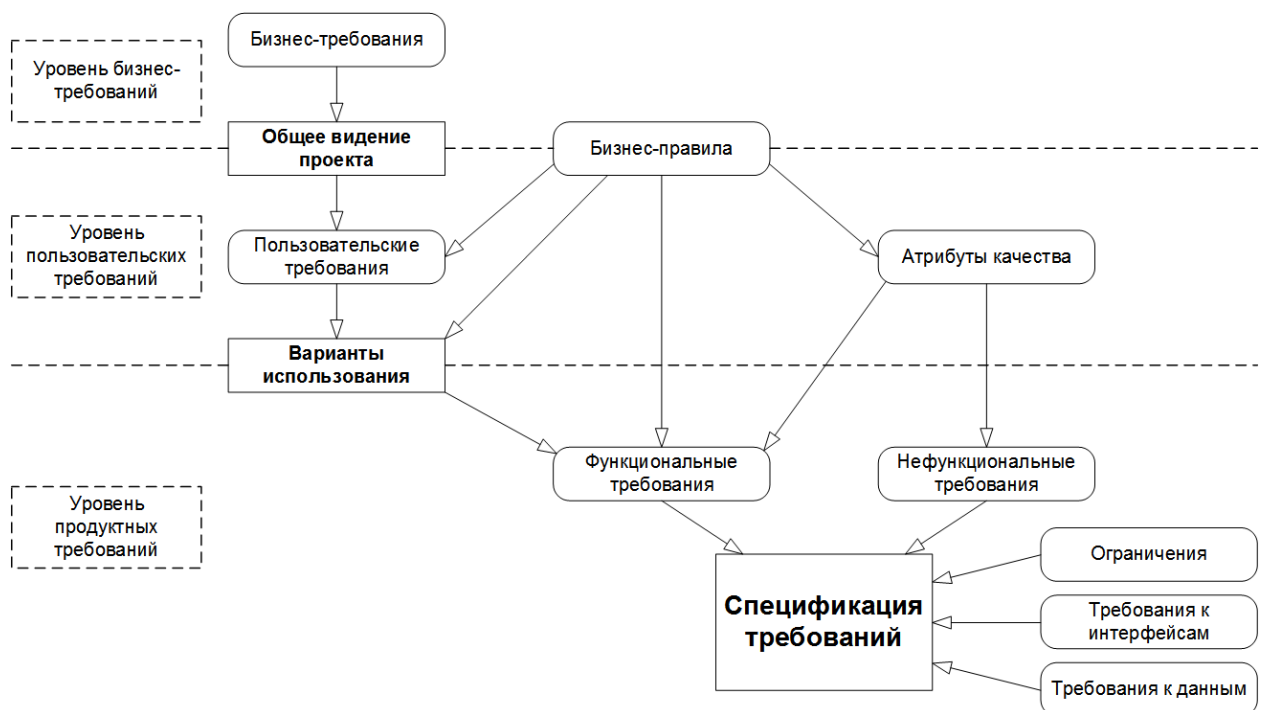 Бизнес-требования
Уровень бизнес-
требований
Общее видение
проекта
Бизнес-правила
Уровень
пользовательских
требований
Пользовательские
требования
Атрибуты качества
Варианты
использования
Функциональные
требования
Нефункциональные
требования
Уровень
продуктных
требований
Ограничения
Спецификация
требований
Требования к
интерфейсам
Требования к данным